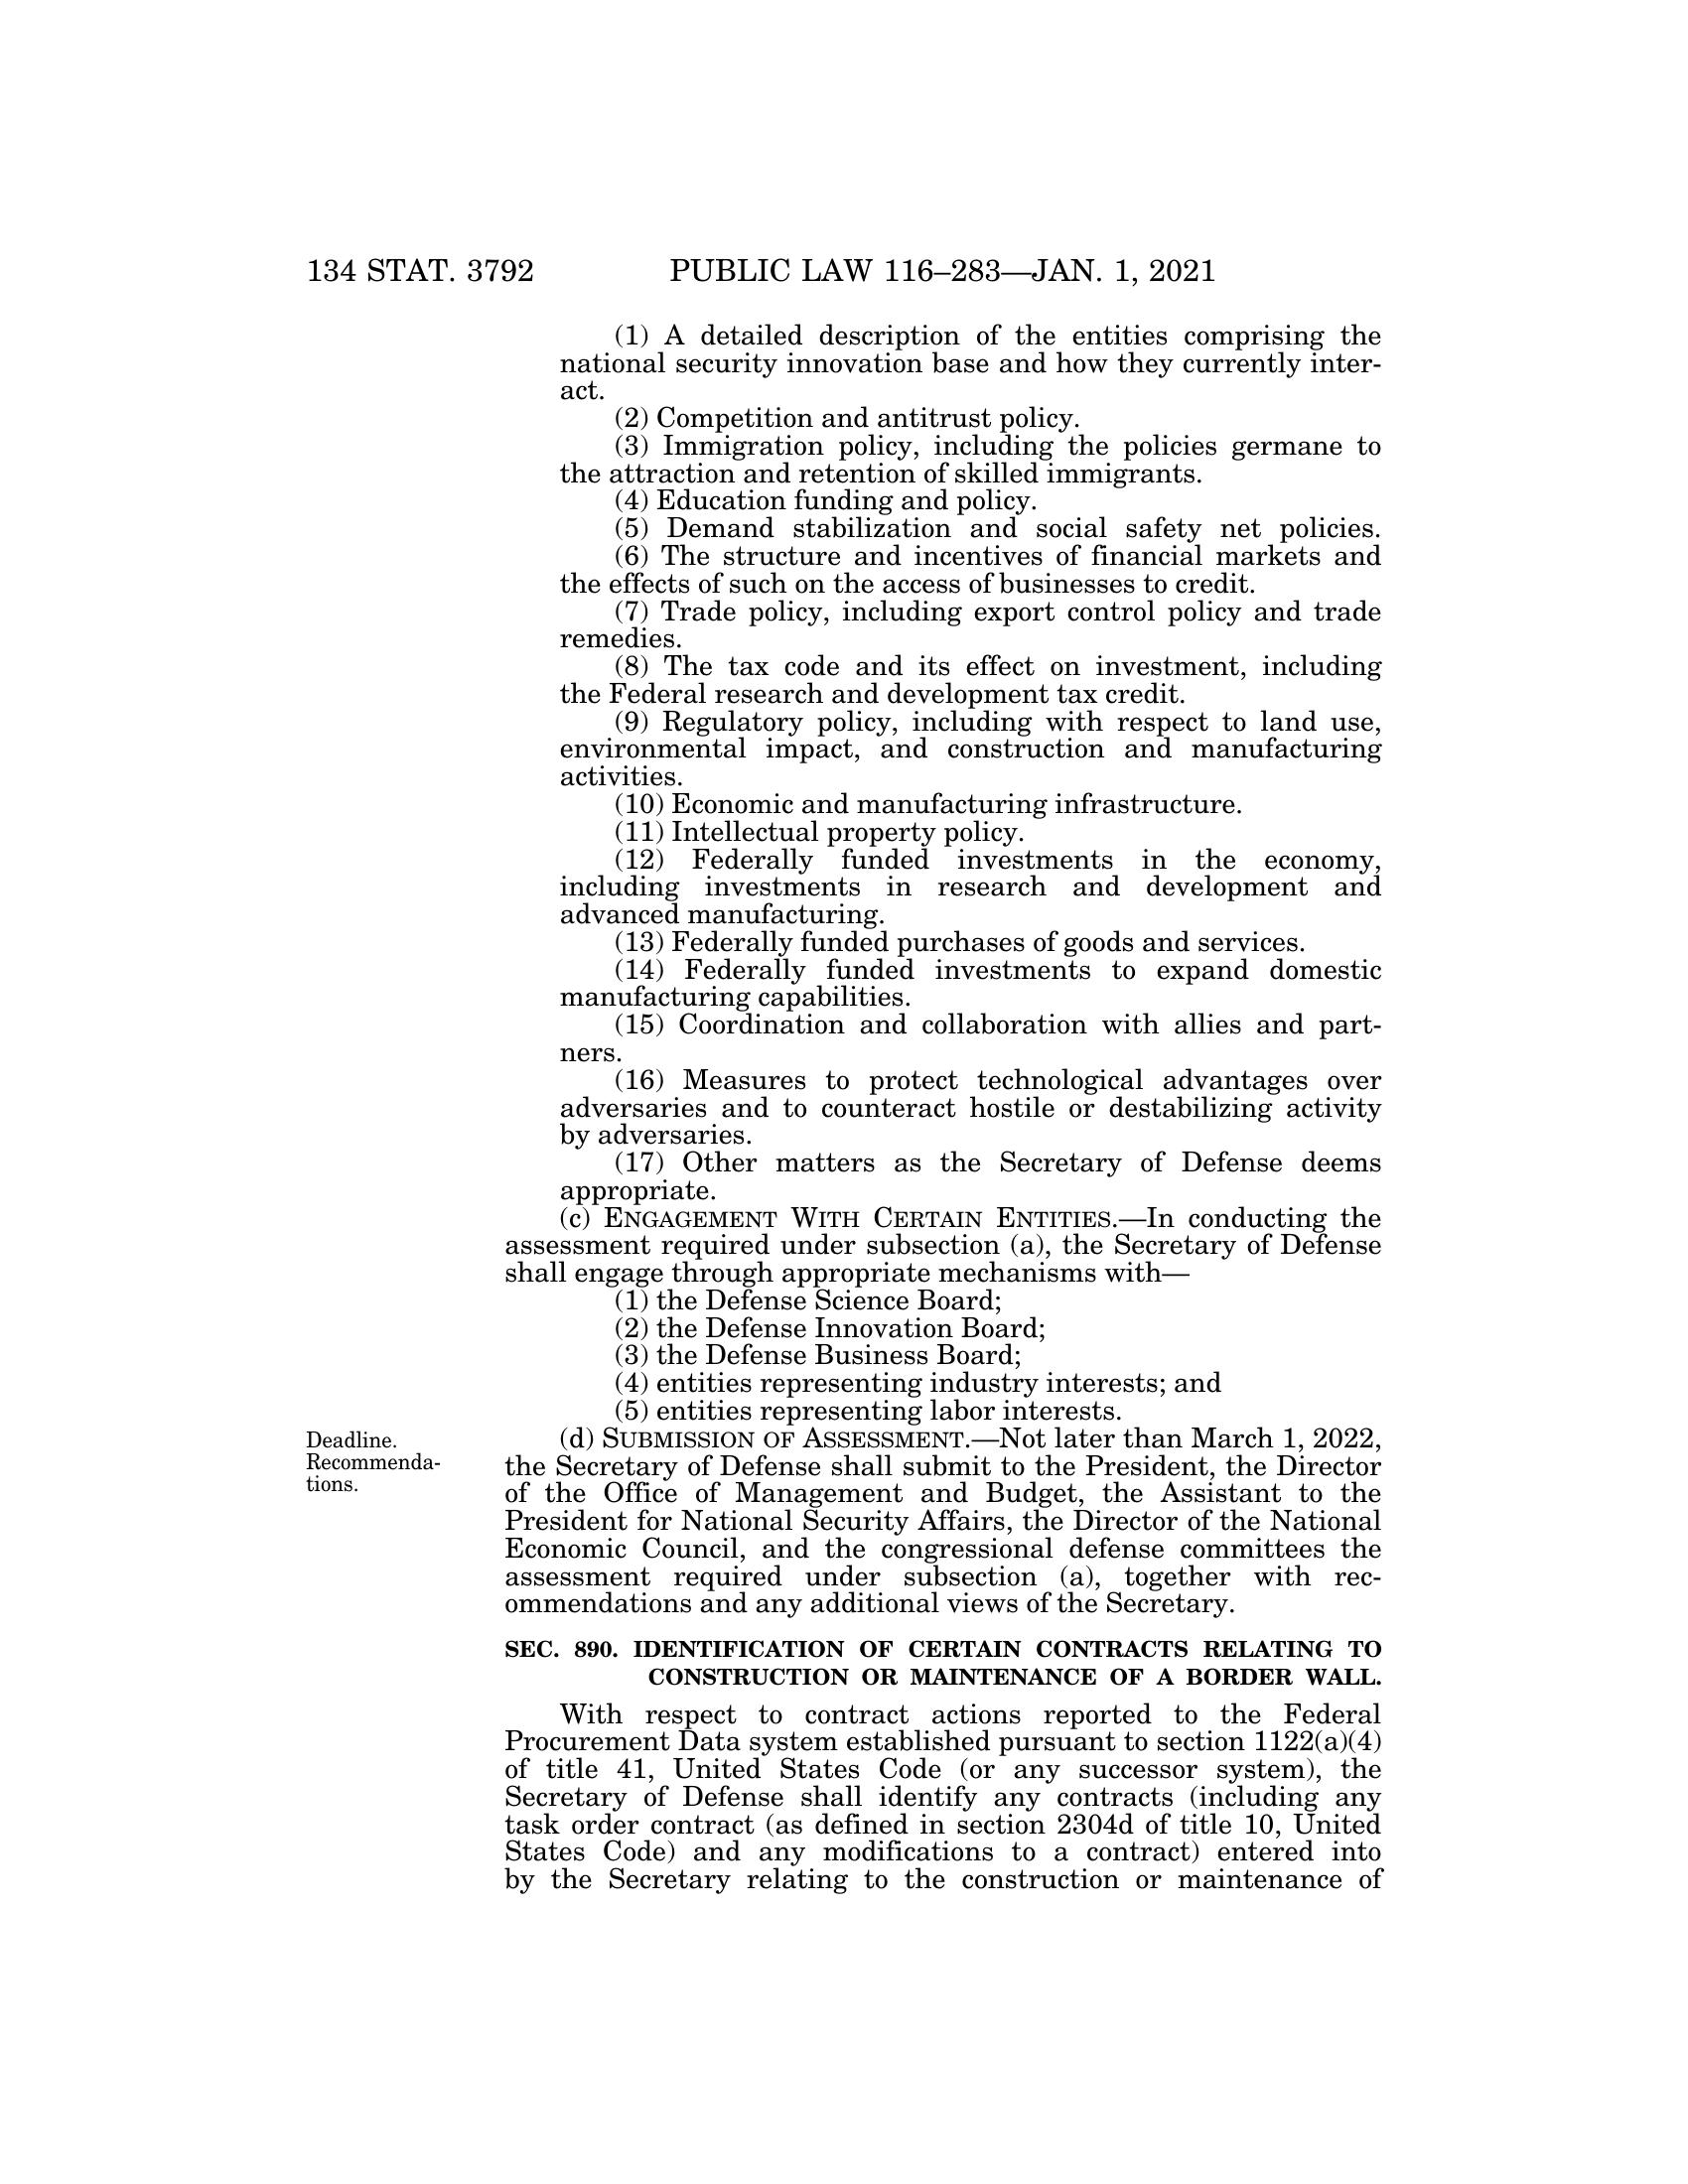 134 STAT. 3792
PUBLIC LAW 116–283—JAN. 1, 2021
(1) A detailed description of the entities comprising the
national security innovation base and how they currently inter-
act.
(2) Competition and antitrust policy.
(3) Immigration policy, including the policies germane to
the attraction and retention of skilled immigrants.
(4) Education funding and policy.
(5) Demand stabilization and social safety net policies.
(6) The structure and incentives of financial markets and
the effects of such on the access of businesses to credit.
(7) Trade policy, including export control policy and trade
remedies.
(8) The tax code and its effect on investment, including
the Federal research and development tax credit.
(9) Regulatory policy, including with respect to land use,
environmental impact, and construction and manufacturing
activities.
(10) Economic and manufacturing infrastructure.
(11) Intellectual property policy.
(12) Federally funded investments in the economy,
including investments in research and development and
advanced manufacturing.
(13) Federally funded purchases of goods and services.
(14) Federally funded investments to expand domestic
manufacturing capabilities.
(15) Coordination and collaboration with allies and part-
ners.
(16) Measures to protect technological advantages over
adversaries and to counteract hostile or destabilizing activity
by adversaries.
(17) Other matters as the Secretary of Defense deems
appropriate.
(c) ENGAGEMENT WITH CERTAIN ENTITIES.—In conducting the
assessment required under subsection (a), the Secretary of Defense
shall engage through appropriate mechanisms with—
(1) the Defense Science Board;
(2) the Defense Innovation Board;
(3) the Defense Business Board;
(4) entities representing industry interests; and
(5) entities representing labor interests.
Deadline.
Recommenda-
tions.
(d) SUBMISSION OF ASSESSMENT.—Not later than March 1, 2022,
the Secretary of Defense shall submit to the President, the Director
of the Office of Management and Budget, the Assistant to the
President for National Security Affairs, the Director of the National
Economic Council, and the congressional defense committees the
assessment required under subsection (a), together with rec-
ommendations and any additional views of the Secretary.
SEC. 890. IDENTIFICATION OF CERTAIN CONTRACTS RELATING TO
CONSTRUCTION OR MAINTENANCE OF A BORDER WALL.
With respect to contract actions reported to the Federal
Procurement Data system established pursuant to section 1122(a)(4)
of title 41, United States Code (or any successor system), the
Secretary of Defense shall identify any contracts (including any
task order contract (as defined in section 2304d of title 10, United
States Code) and any modifications to a contract) entered into
by the Secretary relating to the construction or maintenance of